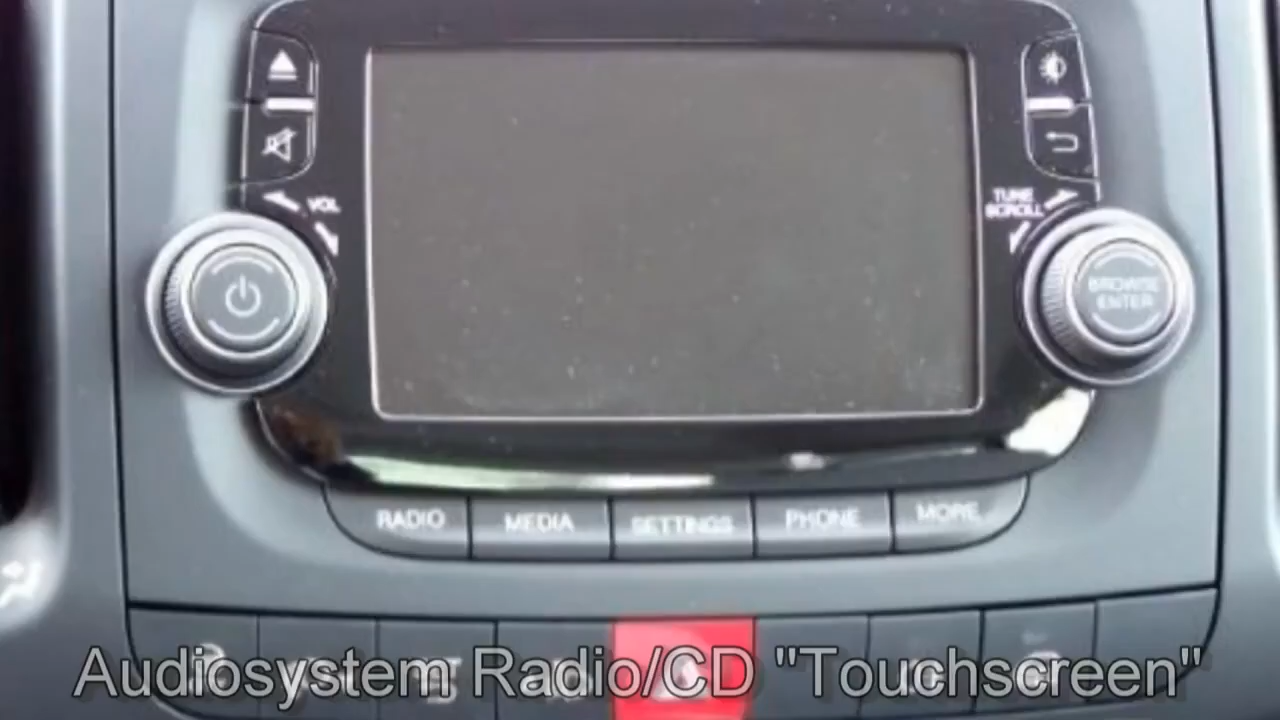 VOL
TUNE
SCROLL
BROWSE
ENTER
RADIO MEDIA SETTINGS PHONE MORE
Audiosystem Radio/CD "Touchscreen"